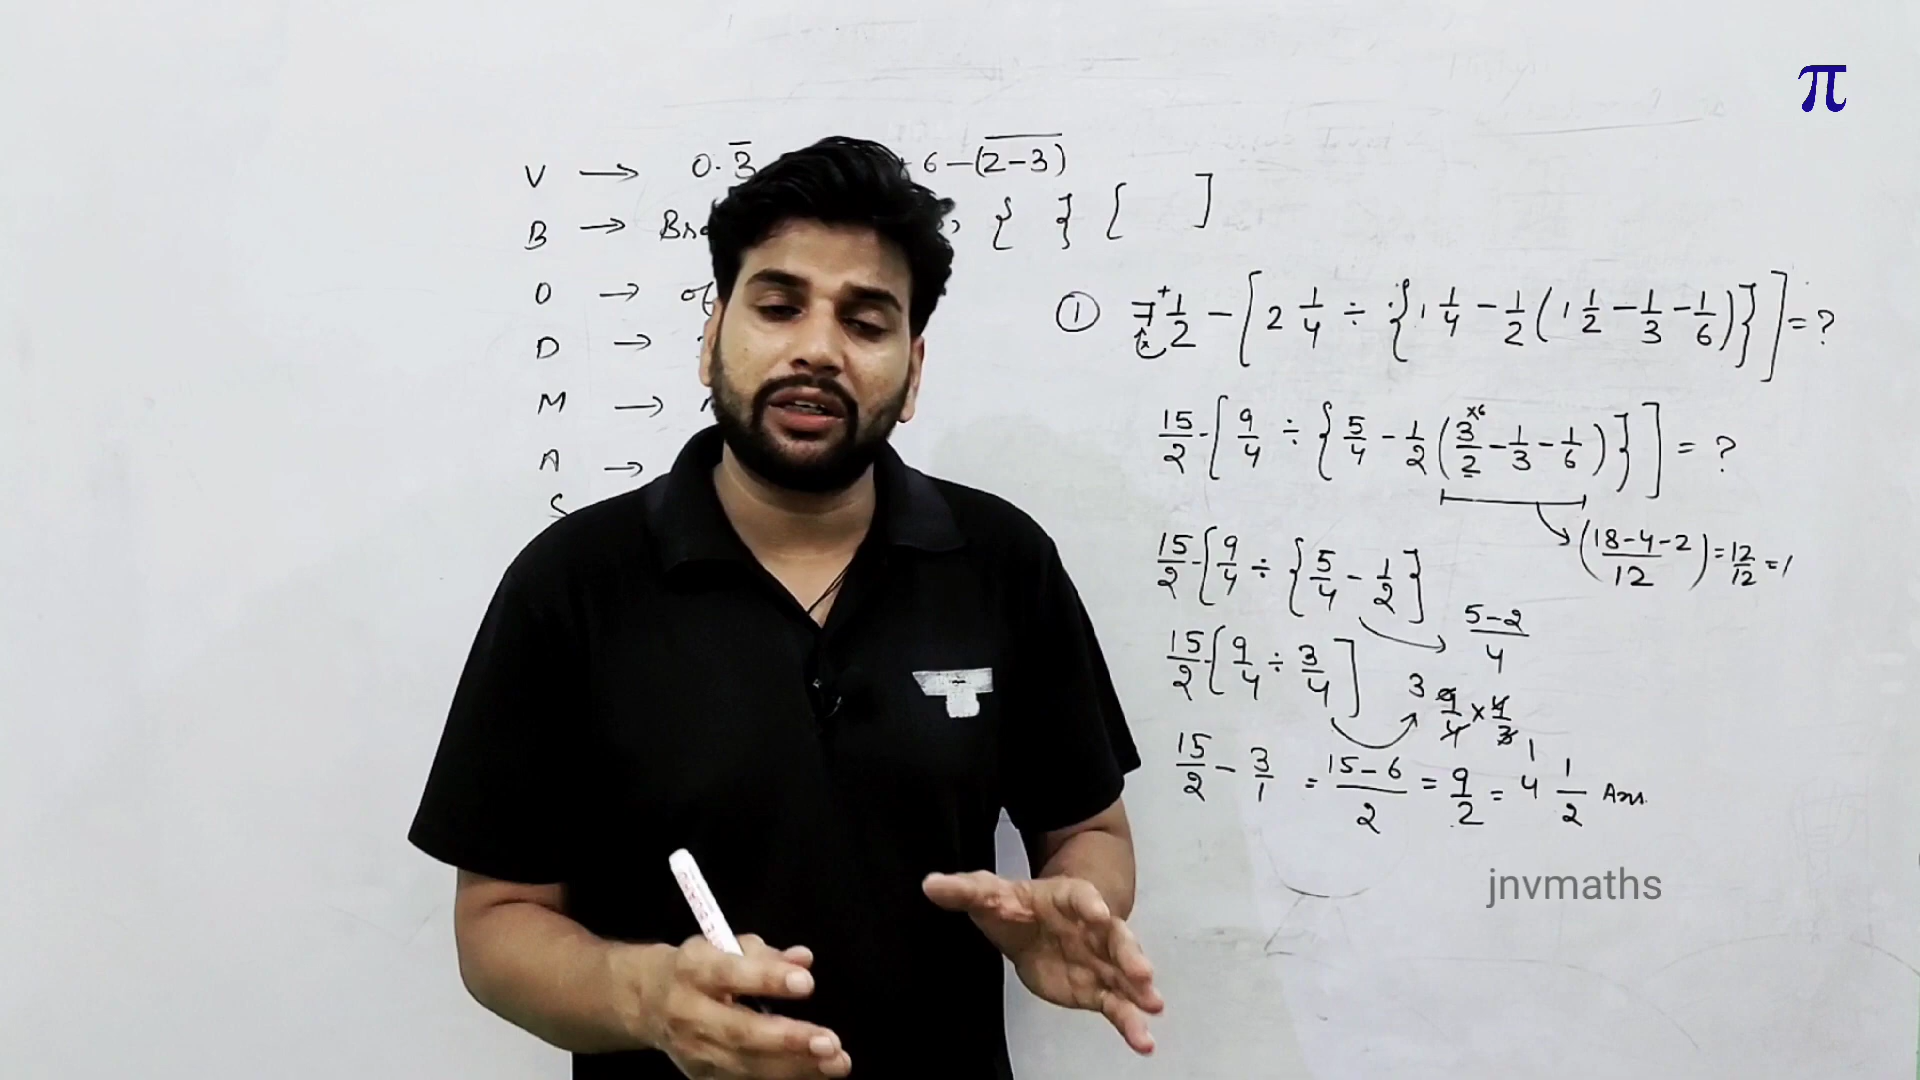 π
V → 0.3̅ 6-(2-3)
B → { } [ ]
O → of
D →
M →
A →
S
① 7 1/2 - [2 1/4 ÷ {1 1/4 - 1/2 (1 1/2 - 1/3 - 1/6)}] = ?
15/2 - [9/4 ÷ {5/4 - 1/2 (3/2 ×6 - 1/3 - 1/6)}] = ?
((18-4-2)/12) = 12/12 = 1
15/2 - [9/4 ÷ {5/4 - 1/2}
(5-2)/4
15/2 - [9/4 ÷ 3/4]
3 9/4 × 4/3 1
15/2 - 3/1 = (15-6)/2 = 9/2 = 4 1/2 Ans.
jnvmaths